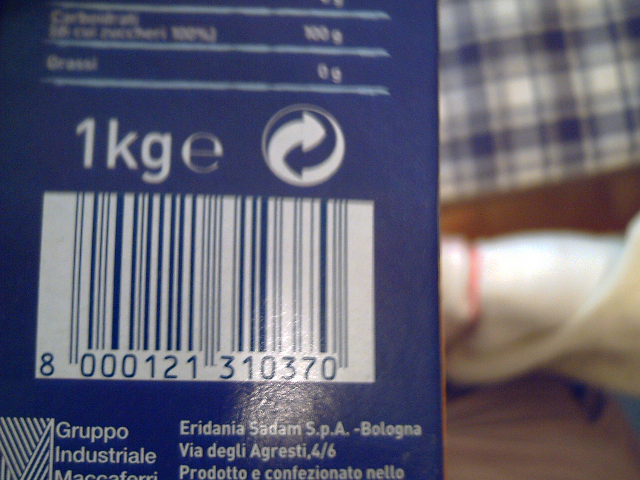 Carboidrati
(di cui zuccheri 100%) 100 g
Grassi 0 g
1kg e
8 000121 310370
Gruppo
Industriale
Maccaferri
Eridania Sadam S.p.A. -Bologna
Via degli Agresti,4/6
Prodotto e confezionato nello